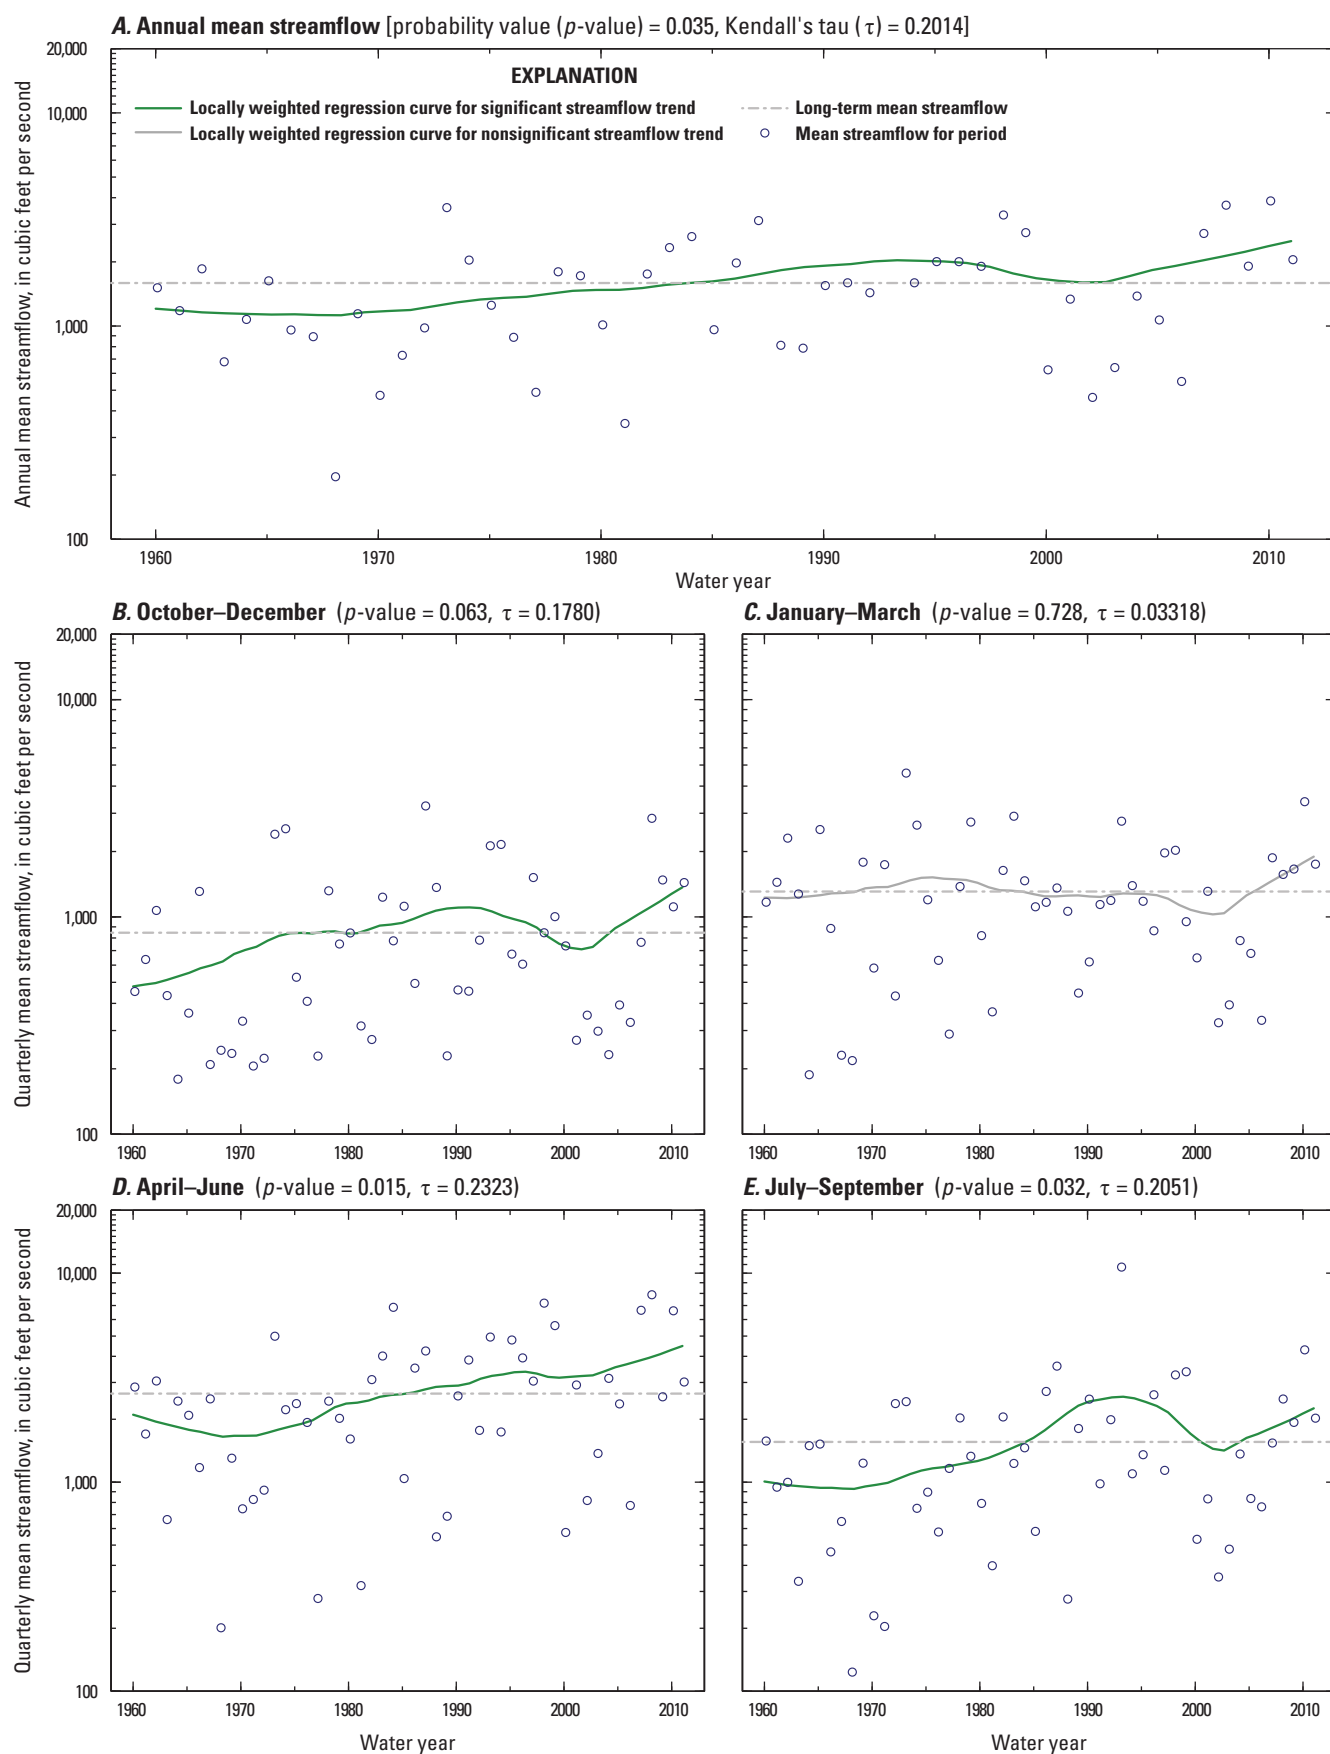 A. Annual mean streamflow [probability value (p-value) = 0.035, Kendall's tau (τ) = 0.2014]
EXPLANATION
Locally weighted regression curve for significant streamflow trend
Locally weighted regression curve for nonsignificant streamflow trend
Long-term mean streamflow
Mean streamflow for period
Annual mean streamflow, in cubic feet per second
20,000
10,000
1,000
100
1960 1970 1980 1990 2000 2010
Water year
B. October–December (p-value = 0.063, τ = 0.1780)
Quarterly mean streamflow, in cubic feet per second
20,000
10,000
1,000
100
1960 1970 1980 1990 2000 2010
C. January–March (p-value = 0.728, τ = 0.03318)
1960 1970 1980 1990 2000 2010
D. April–June (p-value = 0.015, τ = 0.2323)
Quarterly mean streamflow, in cubic feet per second
20,000
10,000
1,000
100
1960 1970 1980 1990 2000 2010
Water year
E. July–September (p-value = 0.032, τ = 0.2051)
1960 1970 1980 1990 2000 2010
Water year